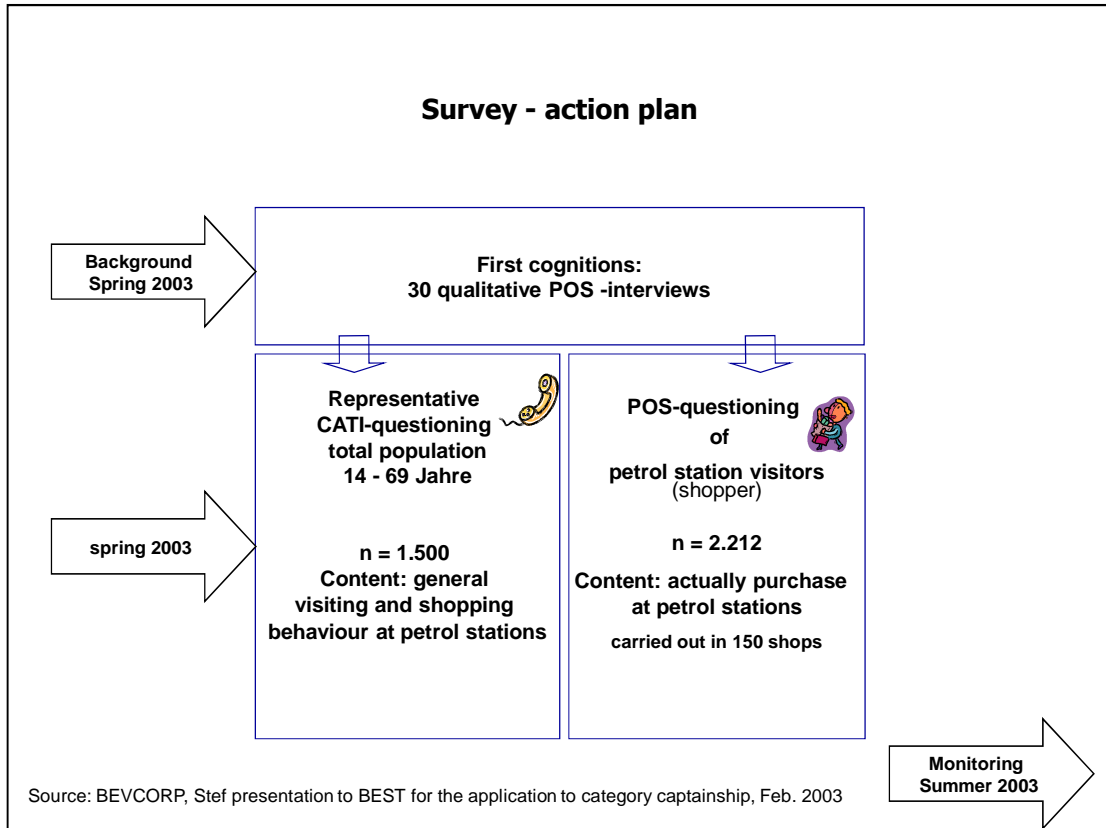 Survey - action plan
Background
Spring 2003
First cognitions:
30 qualitative POS -interviews
Representative
CATI-questioning
total population
14 - 69 Jahre
n = 1.500
Content: general
visiting and shopping
behaviour at petrol stations
POS-questioning
of
petrol station visitors
(shopper)
n = 2.212
Content: actually purchase
at petrol stations
carried out in 150 shops
spring 2003
Monitoring
Summer 2003
Source: BEVCORP, Stef presentation to BEST for the application to category captainship, Feb. 2003